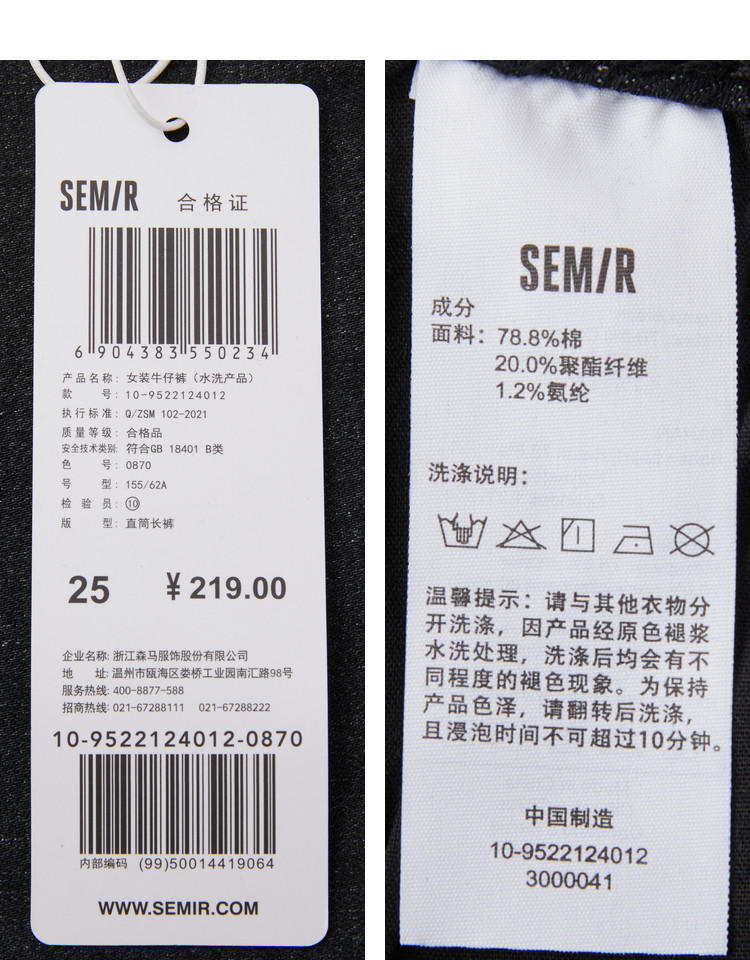 SEMIR 合格证
6 904383 550234
产品名称: 女装牛仔裤（水洗产品）
款 号: 10-9522124012
执行标准: Q/ZSM 102-2021
质量等级: 合格品
安全技术类别: 符合GB 18401 B类
色 号: 0870
号 型: 155/62A
检 验 员: ⑩
版 型: 直筒长裤
25 ¥ 219.00
企业名称: 浙江森马服饰股份有限公司
地 址: 温州市瓯海区娄桥工业园南汇路98号
服务热线: 400-8877-588
招商热线: 021-67288111 021-67288222
10-9522124012-0870
内部编码 (99)50014419064
WWW.SEMIR.COM
SEMIR
成分
面料: 78.8%棉
20.0%聚酯纤维
1.2%氨纶
洗涤说明:
温馨提示: 请与其他衣物分
开洗涤，因产品经原色褪浆
水洗处理，洗涤后均会有不
同程度的褪色现象。为保持
产品色泽，请翻转后洗涤，
且浸泡时间不可超过10分钟。
中国制造
10-9522124012
3000041